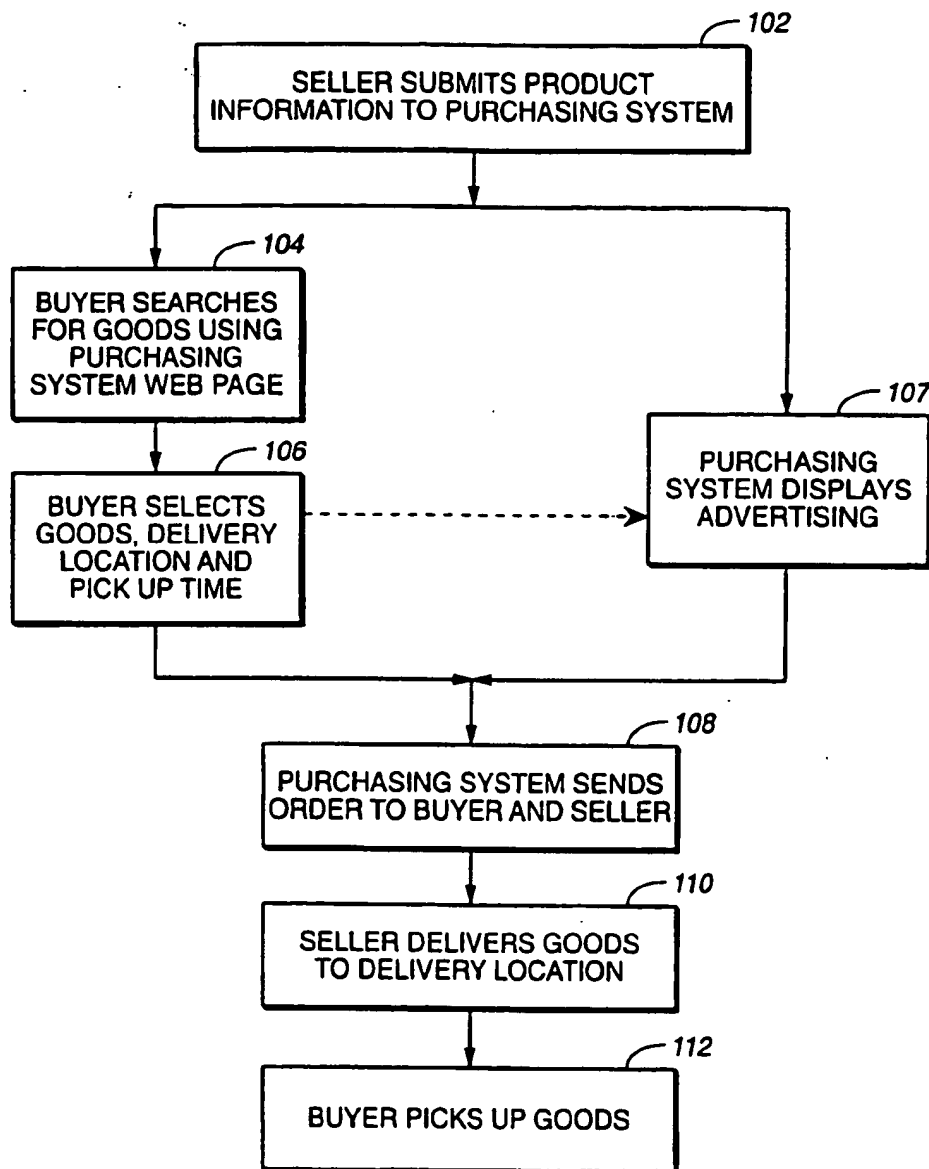 102
SELLER SUBMITS PRODUCT
INFORMATION TO PURCHASING SYSTEM
104
BUYER SEARCHES
FOR GOODS USING
PURCHASING
SYSTEM WEB PAGE
106
BUYER SELECTS
GOODS, DELIVERY
LOCATION AND
PICK UP TIME
107
PURCHASING
SYSTEM DISPLAYS
ADVERTISING
108
PURCHASING SYSTEM SENDS
ORDER TO BUYER AND SELLER
110
SELLER DELIVERS GOODS
TO DELIVERY LOCATION
112
BUYER PICKS UP GOODS